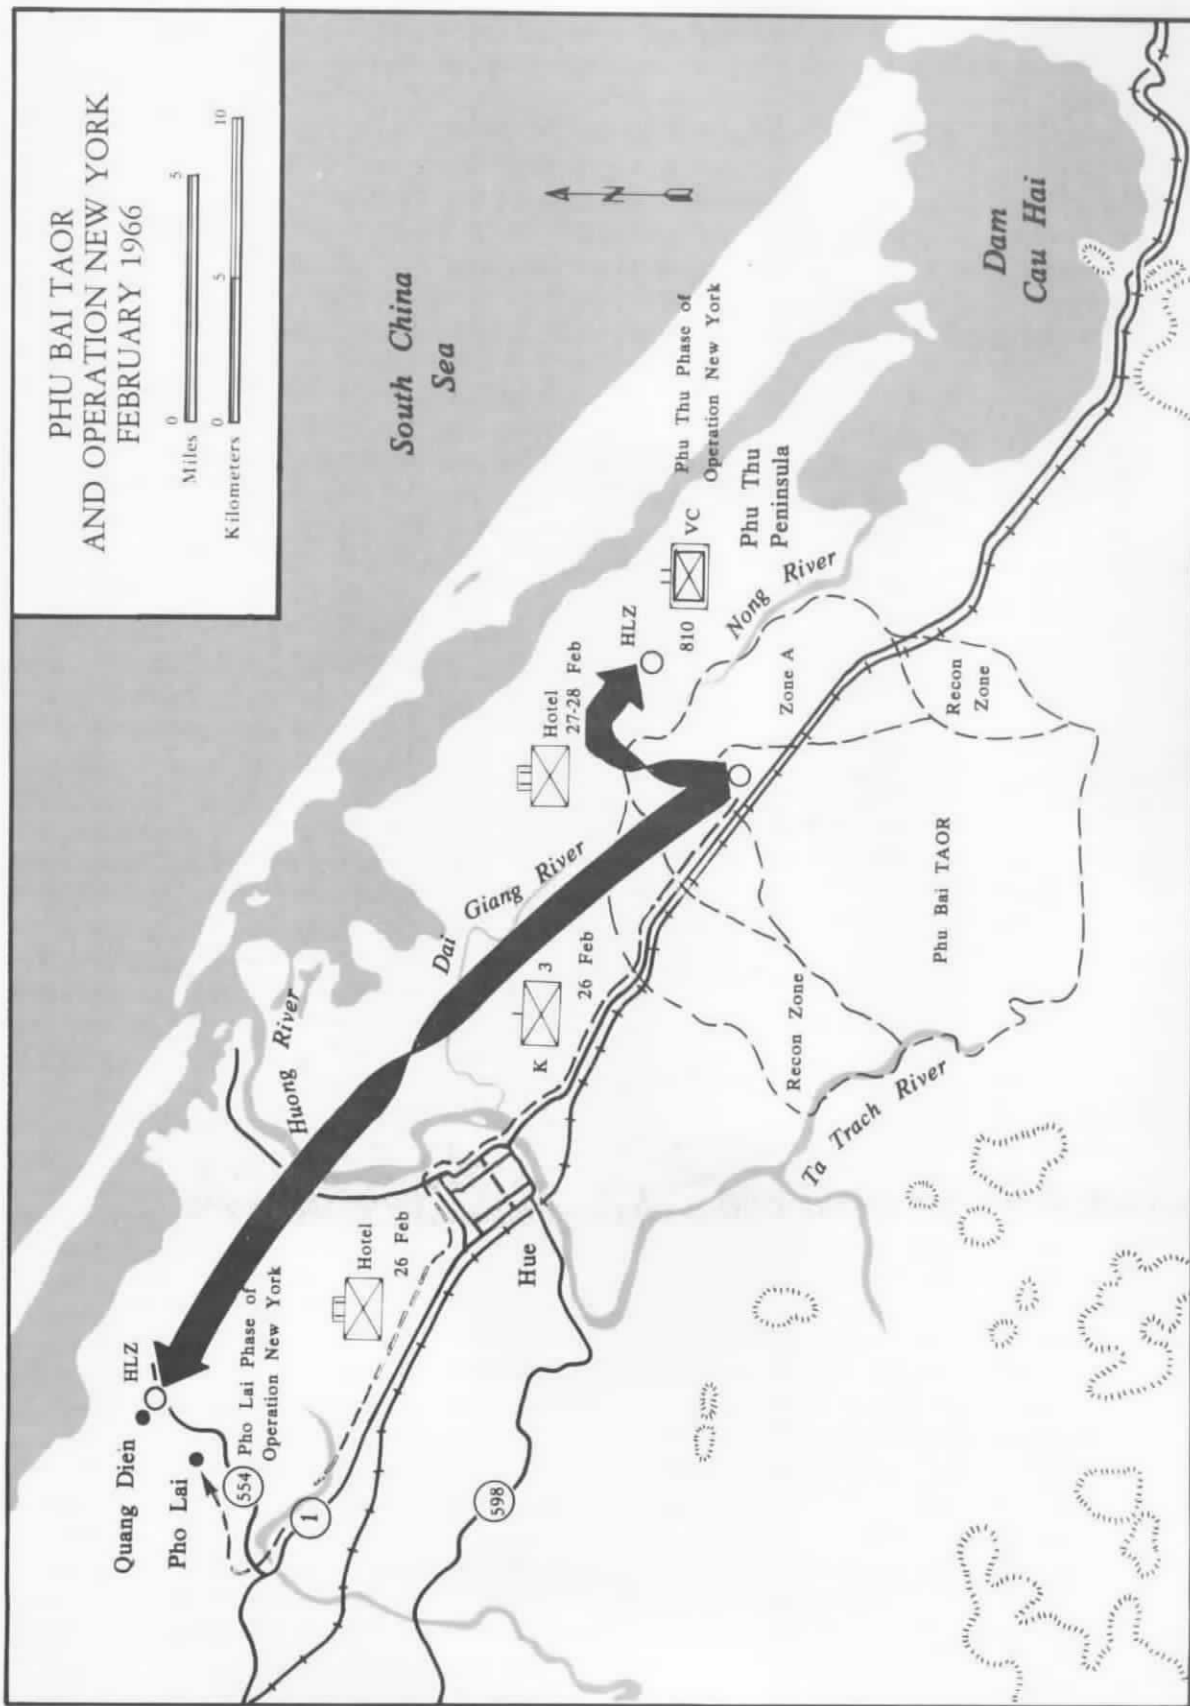 PHU BAI TAOR
AND OPERATION NEW YORK
FEBRUARY 1966
0 5
Miles
0 5 10
Kilometers
South China
Sea
N
Dam
Cau Hai
Quang Dien
HLZ
Pho Lai
554
Pho Lai Phase of
Operation New York
1
598
Hotel
26 Feb
Hue
Huong River
Dai Giang River
K 3
26 Feb
Hotel
27-28 Feb
HLZ
810 VC
Phu Thu Phase of
Operation New York
Phu Thu
Peninsula
Nong River
Zone A
Recon
Zone
Recon Zone
Phu Bai TAOR
Ta Trach River